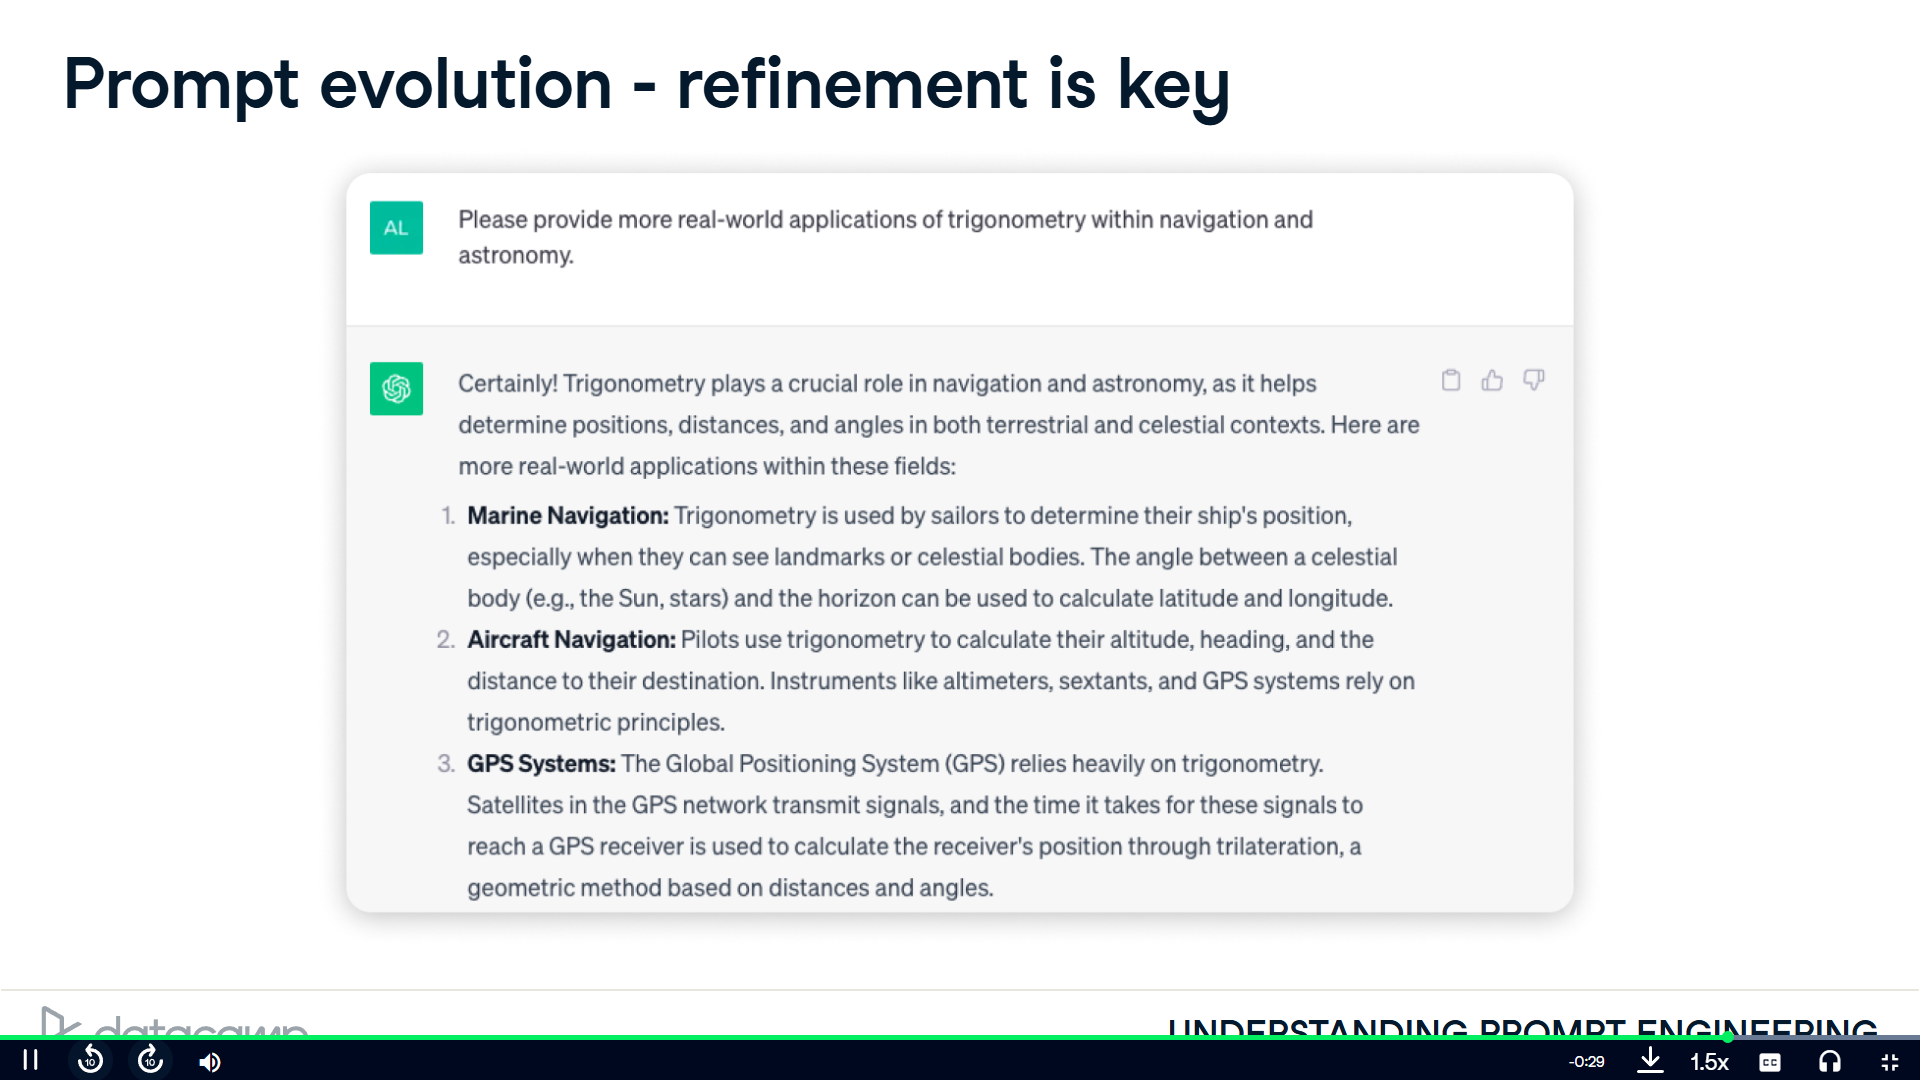 Prompt evolution - refinement is key
AL
Please provide more real-world applications of trigonometry within navigation and
astronomy.
Certainly! Trigonometry plays a crucial role in navigation and astronomy, as it helps
determine positions, distances, and angles in both terrestrial and celestial contexts. Here are
more real-world applications within these fields:
1. Marine Navigation: Trigonometry is used by sailors to determine their ship's position,
especially when they can see landmarks or celestial bodies. The angle between a celestial
body (e.g., the Sun, stars) and the horizon can be used to calculate latitude and longitude.
2. Aircraft Navigation: Pilots use trigonometry to calculate their altitude, heading, and the
distance to their destination. Instruments like altimeters, sextants, and GPS systems rely on
trigonometric principles.
3. GPS Systems: The Global Positioning System (GPS) relies heavily on trigonometry.
Satellites in the GPS network transmit signals, and the time it takes for these signals to
reach a GPS receiver is used to calculate the receiver's position through trilateration, a
geometric method based on distances and angles.
datacamp
UNDERSTANDING PROMPT ENGINEERING
10
10
-0:29
1.5x
CC